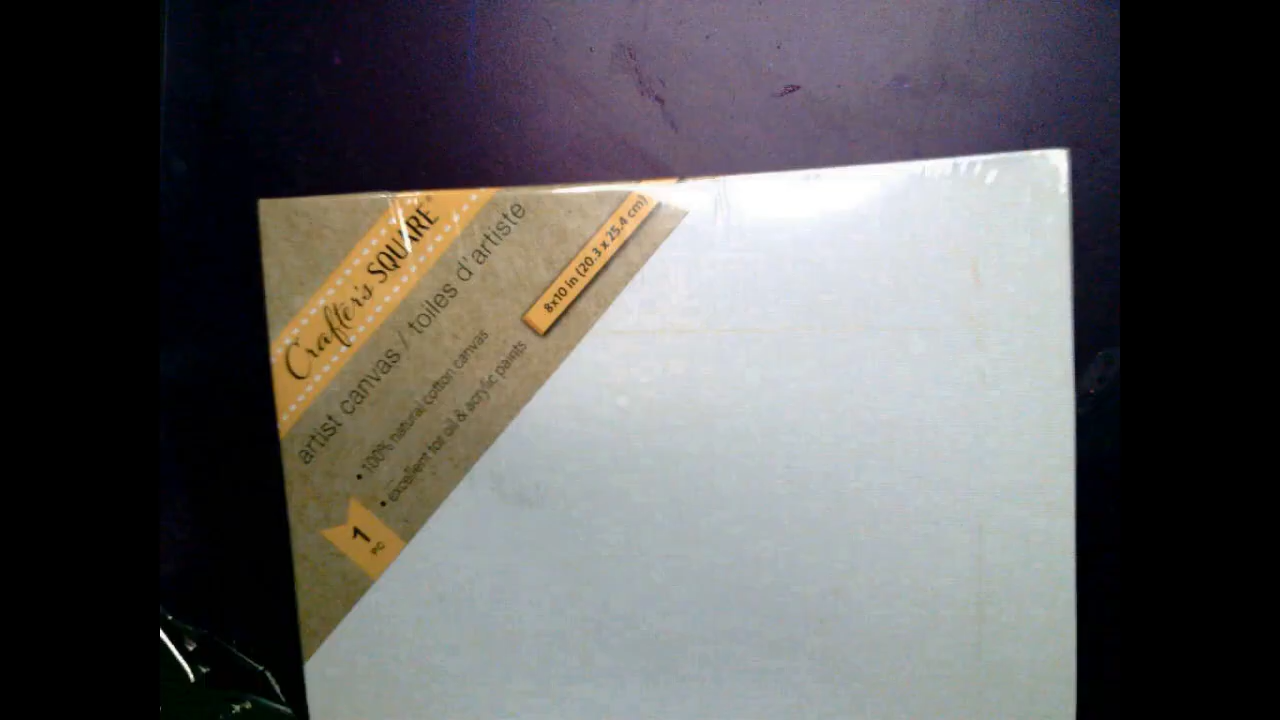 Crafter's SQUARE®
artist canvas / toiles d'artiste
• 100% natural cotton canvas
• excellent for oil & acrylic paints
8x10 in (20.3 x 25.4 cm)
1
PC